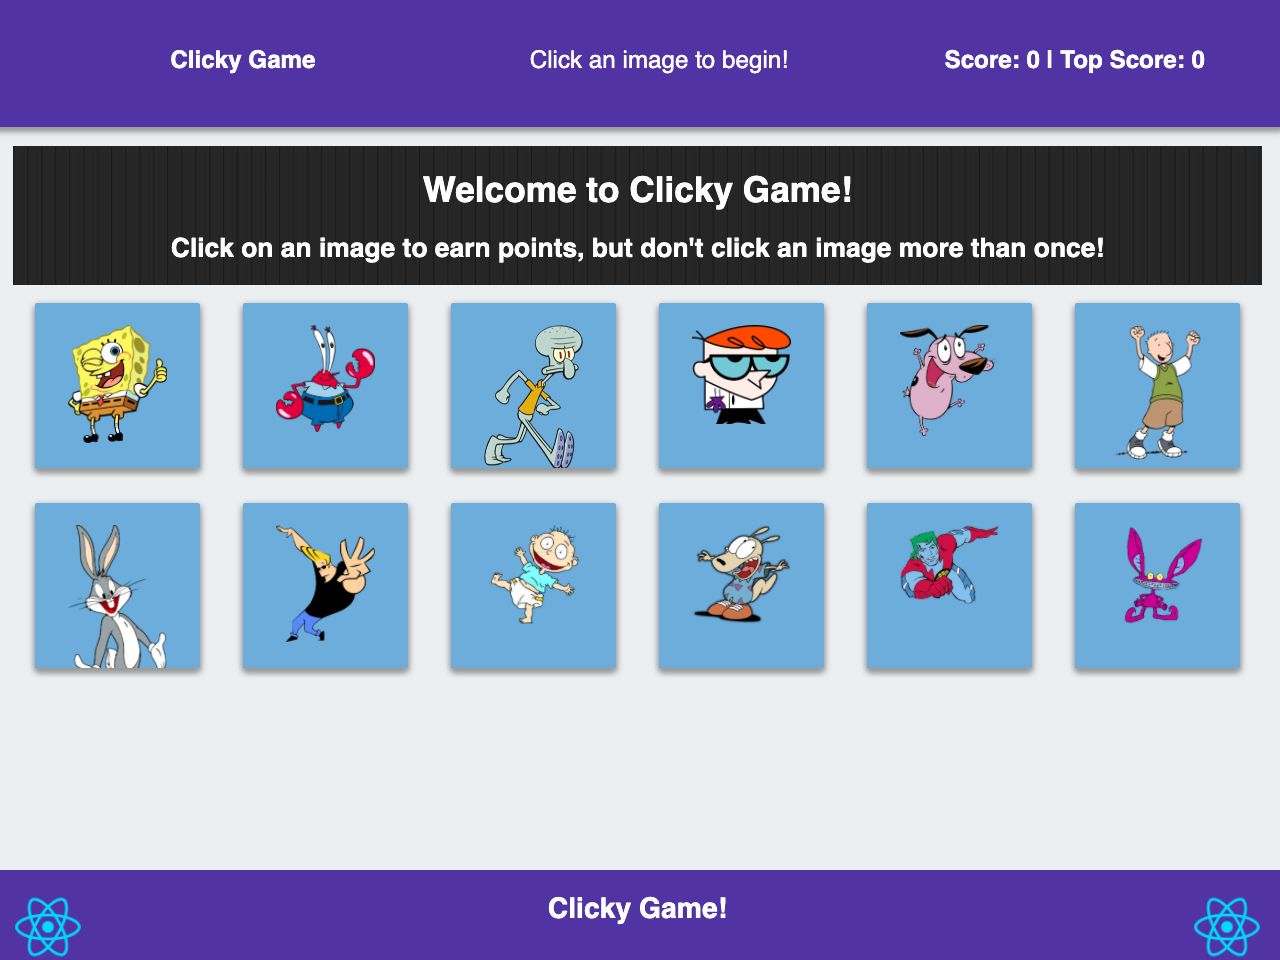 Clicky Game
Click an image to begin!
Score: 0 | Top Score: 0
Welcome to Clicky Game!
Click on an image to earn points, but don't click an image more than once!
Clicky Game!